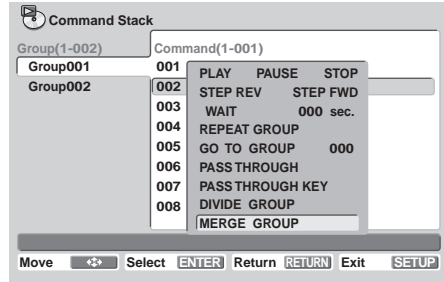 Command Stack
Group(1-002)
Command(1-001)
Group001
Group002
001
002
003
004
005
006
007
008
PLAY PAUSE STOP
STEP REV STEP FWD
WAIT 000 sec.
REPEAT GROUP
GO TO GROUP 000
PASS THROUGH
PASS THROUGH KEY
DIVIDE GROUP
MERGE GROUP
Move Select ENTER Return RETURN Exit SETUP